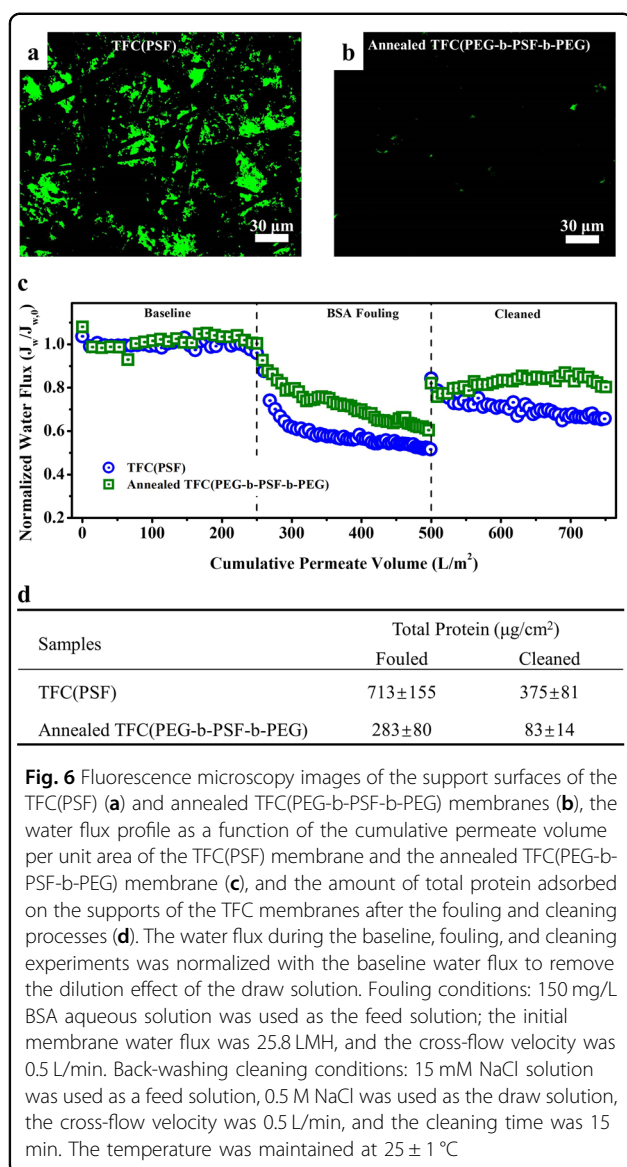 a
TFC(PSF)
30 μm
b
Annealed TFC(PEG-b-PSF-b-PEG)
30 μm
c
Normalized Water Flux (J_w/J_w,0)
1.0
0.8
0.6
0.4
0.2
Baseline
BSA Fouling
Cleaned
TFC(PSF)
Annealed TFC(PEG-b-PSF-b-PEG)
0 100 200 300 400 500 600 700
Cumulative Permeate Volume (L/m²)
d
Samples Total Protein (μg/cm²)
Fouled Cleaned
TFC(PSF) 713±155 375±81
Annealed TFC(PEG-b-PSF-b-PEG) 283±80 83±14
Fig. 6 Fluorescence microscopy images of the support surfaces of the
TFC(PSF) (a) and annealed TFC(PEG-b-PSF-b-PEG) membranes (b), the
water flux profile as a function of the cumulative permeate volume
per unit area of the TFC(PSF) membrane and the annealed TFC(PEG-b-
PSF-b-PEG) membrane (c), and the amount of total protein adsorbed
on the supports of the TFC membranes after the fouling and cleaning
processes (d). The water flux during the baseline, fouling, and cleaning
experiments was normalized with the baseline water flux to remove
the dilution effect of the draw solution. Fouling conditions: 150 mg/L
BSA aqueous solution was used as the feed solution; the initial
membrane water flux was 25.8 LMH, and the cross-flow velocity was
0.5 L/min. Back-washing cleaning conditions: 15 mM NaCl solution
was used as a feed solution, 0.5 M NaCl was used as the draw solution,
the cross-flow velocity was 0.5 L/min, and the cleaning time was 15
min. The temperature was maintained at 25 ± 1 °C